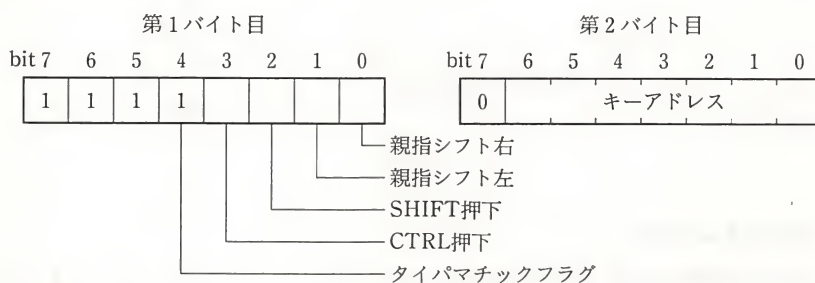 第1バイト目 第2バイト目
bit 7 6 5 4 3 2 1 0 bit 7 6 5 4 3 2 1 0
1 1 1 1 0 キーアドレス
親指シフト右
親指シフト左
SHIFT押下
CTRL押下
タイパマチックフラグ